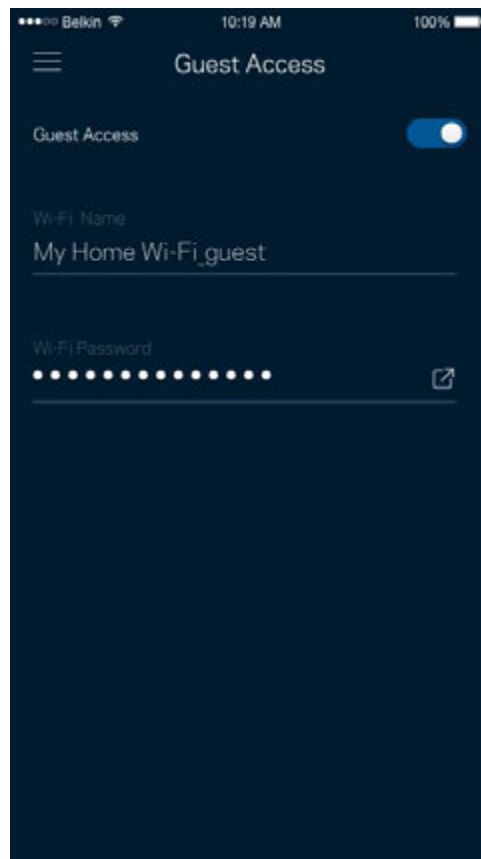 Belkin 10:19 AM 100%
Guest Access
Guest Access
Wi-Fi Name
My Home Wi-Fi_guest
Wi-Fi Password